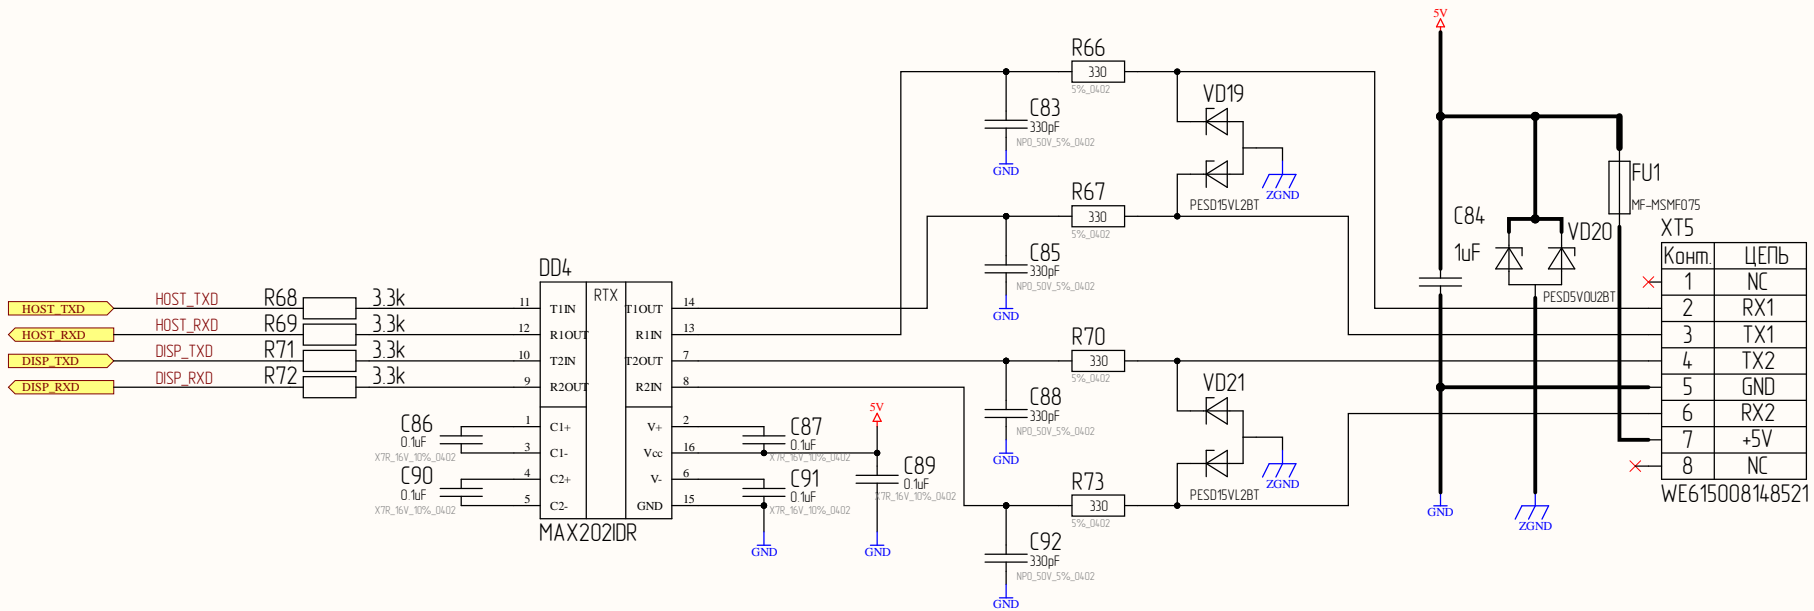 5V
R66
330
5%_0402
C83
330pF
NP0_50V_5%_0402
GND
VD19
PESD15VL2BT
ZGND
R67
330
5%_0402
C85
330pF
NP0_50V_5%_0402
GND
FU1
MF-MSMF075
C84
1uF
VD20
PESD5V0U2BT
XT5
Конт. ЦЕПЬ
1 NC
2 RX1
3 TX1
4 TX2
5 GND
6 RX2
7 +5V
8 NC
WE615008148521
GND
ZGND
DD4
RTX
HOST_TXD HOST_TXD R68 3.3k 11 T1IN T1OUT 14
HOST_RXD HOST_RXD R69 3.3k 12 R1OUT R1IN 13
DISP_TXD DISP_TXD R71 3.3k 10 T2IN T2OUT 7
DISP_RXD DISP_RXD R72 3.3k 9 R2OUT R2IN 8
1 C1+ V+ 2
3 C1- Vcc 16
4 C2+ V- 6
5 C2- GND 15
MAX202IDR
C86
0.1uF
X7R_16V_10%_0402
C90
0.1uF
X7R_16V_10%_0402
C87
0.1uF
X7R_16V_10%_0402
C91
0.1uF
X7R_16V_10%_0402
GND
5V
C89
0.1uF
X7R_16V_10%_0402
GND
R70
330
5%_0402
C88
330pF
NP0_50V_5%_0402
GND
VD21
PESD15VL2BT
ZGND
R73
330
5%_0402
C92
330pF
NP0_50V_5%_0402
GND